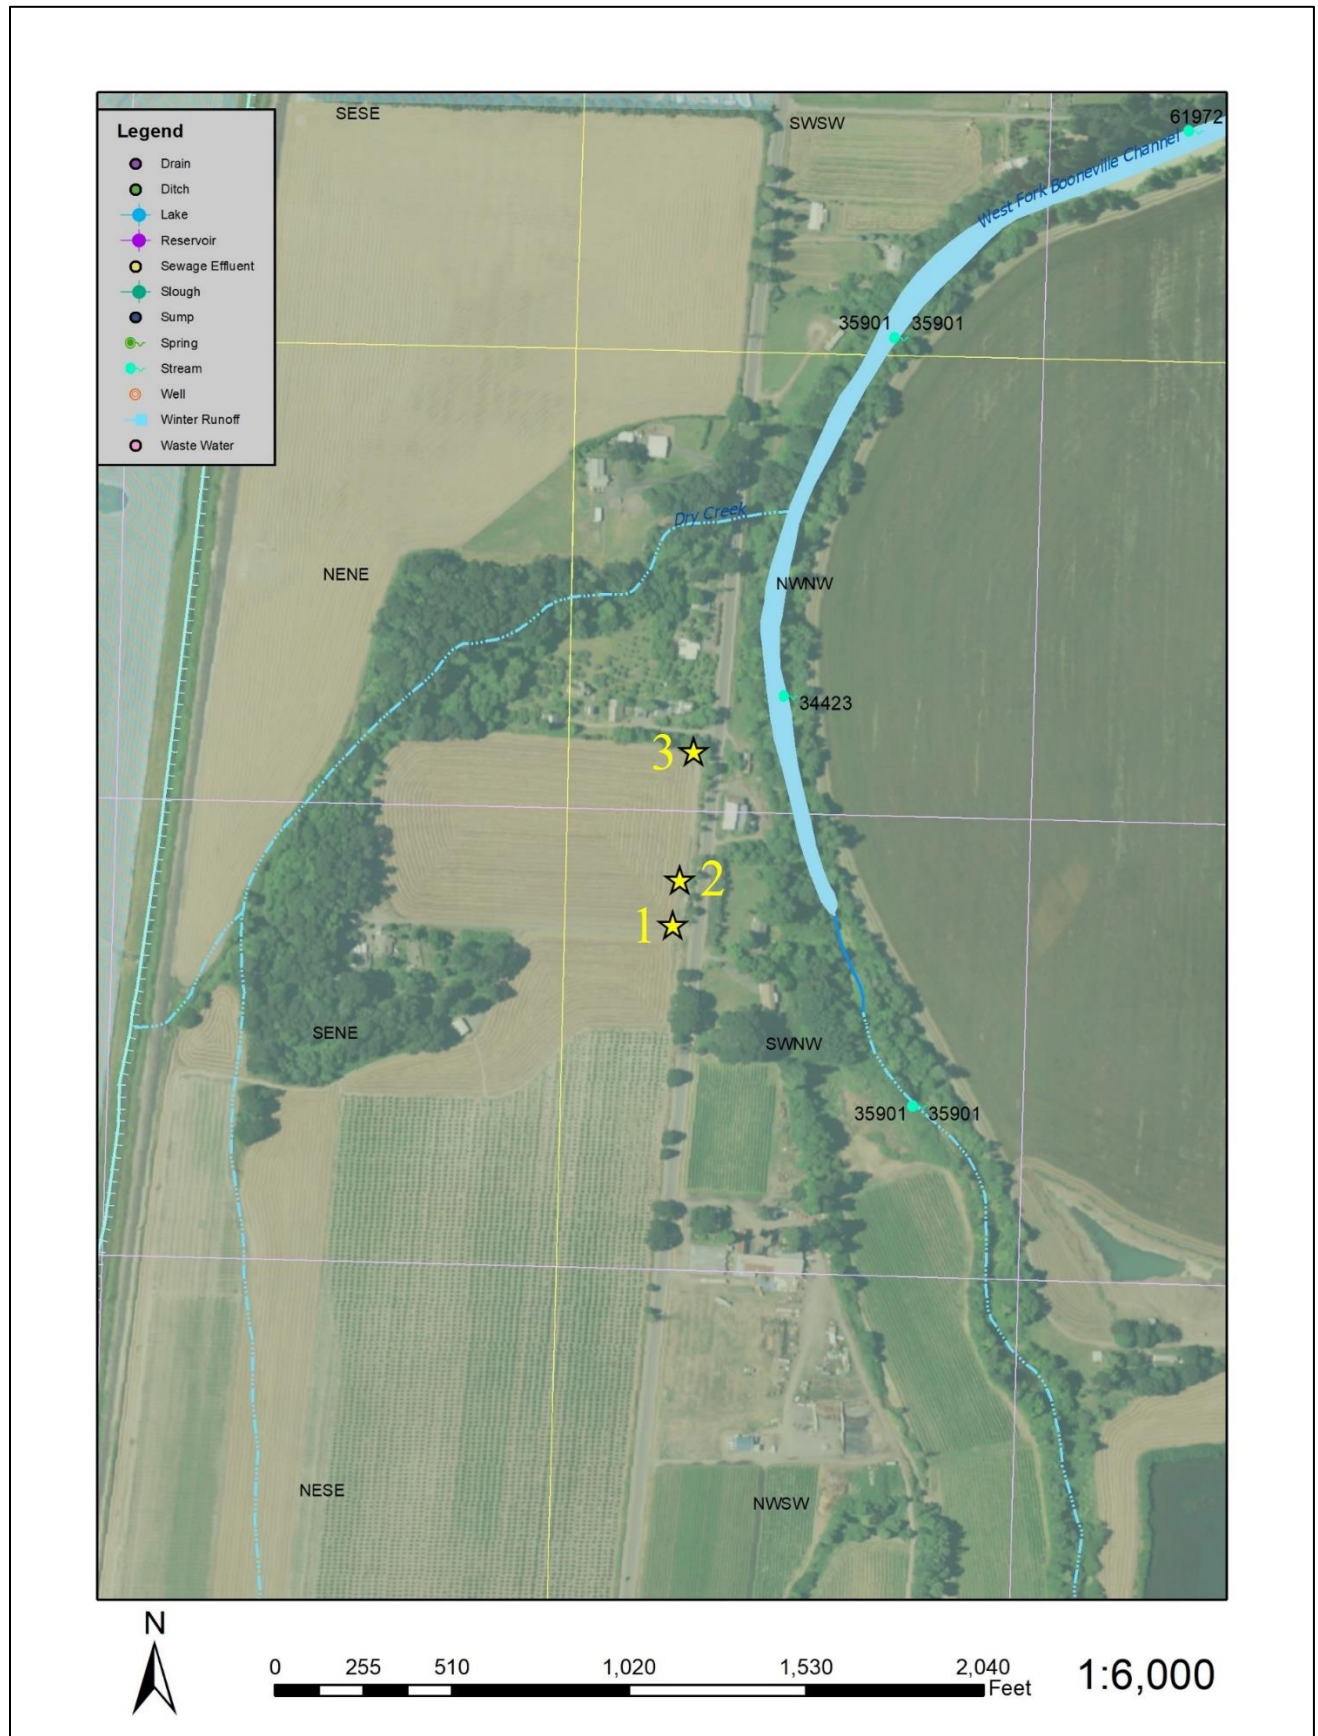 SESE
SWSW
61972
West Fork Booneville Channel
Legend
Drain
Ditch
Lake
Reservoir
Sewage Effluent
Slough
Sump
Spring
Stream
Well
Winter Runoff
Waste Water
35901 35901
Dry Creek
NENE
NWNW
34423
3
2
1
SENE
SWNW
35901 35901
NESE
NWSW
N
0 255 510 1,020 1,530 2,040
Feet
1:6,000